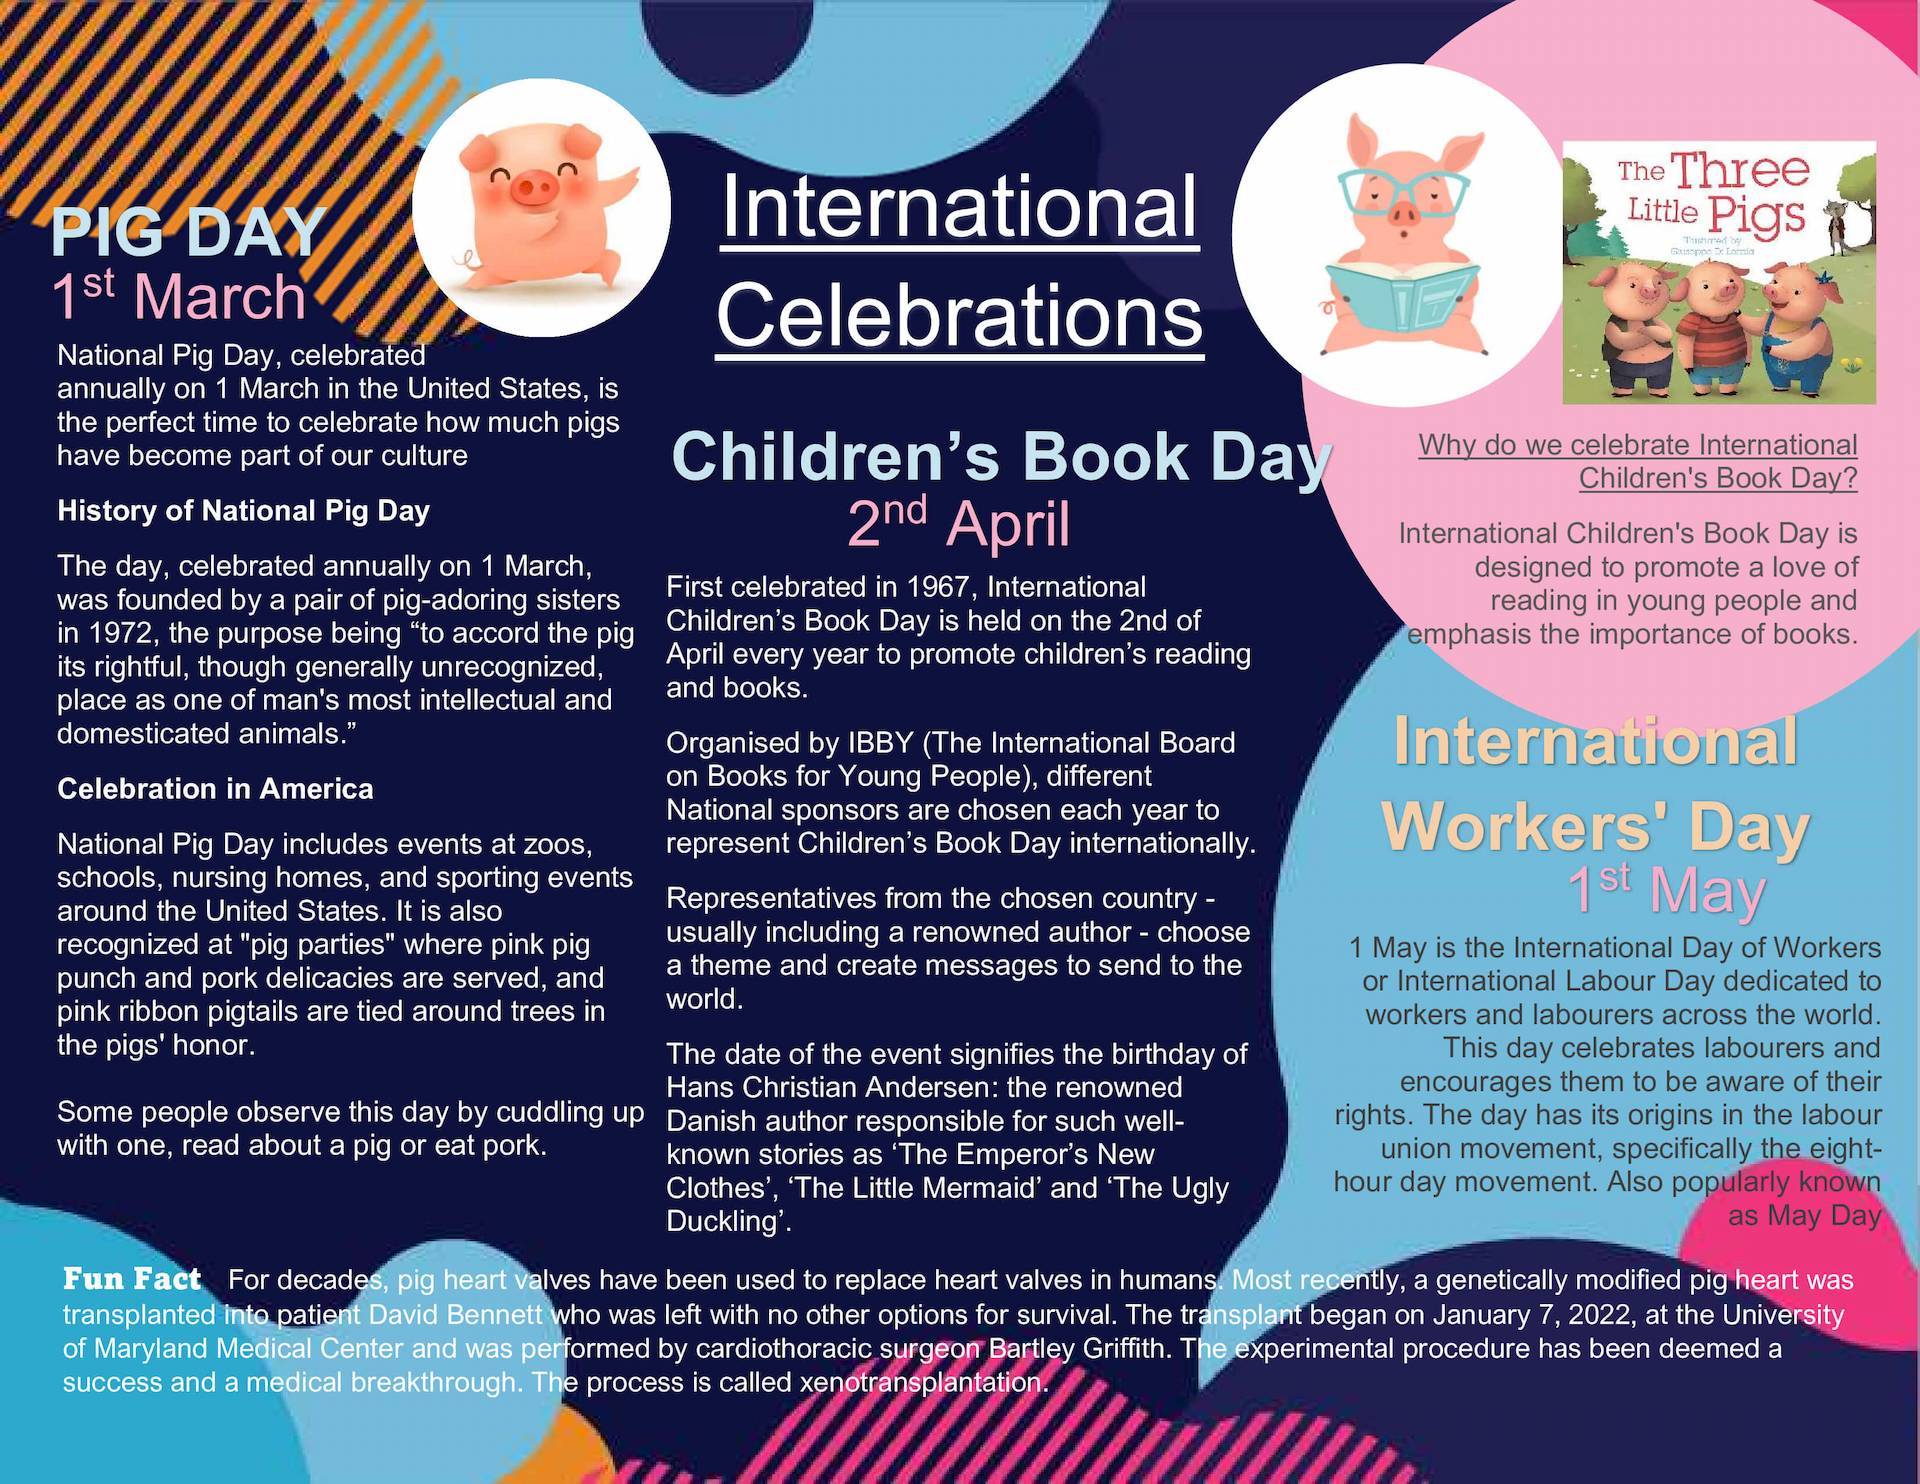 PIG DAY
1st March
National Pig Day, celebrated
annually on 1 March in the United States, is
the perfect time to celebrate how much pigs
have become part of our culture
History of National Pig Day
The day, celebrated annually on 1 March,
was founded by a pair of pig-adoring sisters
in 1972, the purpose being “to accord the pig
its rightful, though generally unrecognized,
place as one of man's most intellectual and
domesticated animals.”
Celebration in America
National Pig Day includes events at zoos,
schools, nursing homes, and sporting events
around the United States. It is also
recognized at "pig parties" where pink pig
punch and pork delicacies are served, and
pink ribbon pigtails are tied around trees in
the pigs' honor.
Some people observe this day by cuddling up
with one, read about a pig or eat pork.
International
Celebrations
Children’s Book Day
2nd April
First celebrated in 1967, International
Children’s Book Day is held on the 2nd of
April every year to promote children’s reading
and books.
Organised by IBBY (The International Board
on Books for Young People), different
National sponsors are chosen each year to
represent Children’s Book Day internationally.
Representatives from the chosen country -
usually including a renowned author - choose
a theme and create messages to send to the
world.
The date of the event signifies the birthday of
Hans Christian Andersen: the renowned
Danish author responsible for such well-
known stories as ‘The Emperor’s New
Clothes’, ‘The Little Mermaid’ and ‘The Ugly
Duckling’.
The Three
Little Pigs
Illustrated by
Giuseppe Di Lernia
Why do we celebrate International
Children's Book Day?
International Children's Book Day is
designed to promote a love of
reading in young people and
emphasis the importance of books.
International
Workers' Day
1st May
1 May is the International Day of Workers
or International Labour Day dedicated to
workers and labourers across the world.
This day celebrates labourers and
encourages them to be aware of their
rights. The day has its origins in the labour
union movement, specifically the eight-
hour day movement. Also popularly known
as May Day
Fun Fact For decades, pig heart valves have been used to replace heart valves in humans. Most recently, a genetically modified pig heart was
transplanted into patient David Bennett who was left with no other options for survival. The transplant began on January 7, 2022, at the University
of Maryland Medical Center and was performed by cardiothoracic surgeon Bartley Griffith. The experimental procedure has been deemed a
success and a medical breakthrough. The process is called xenotransplantation.